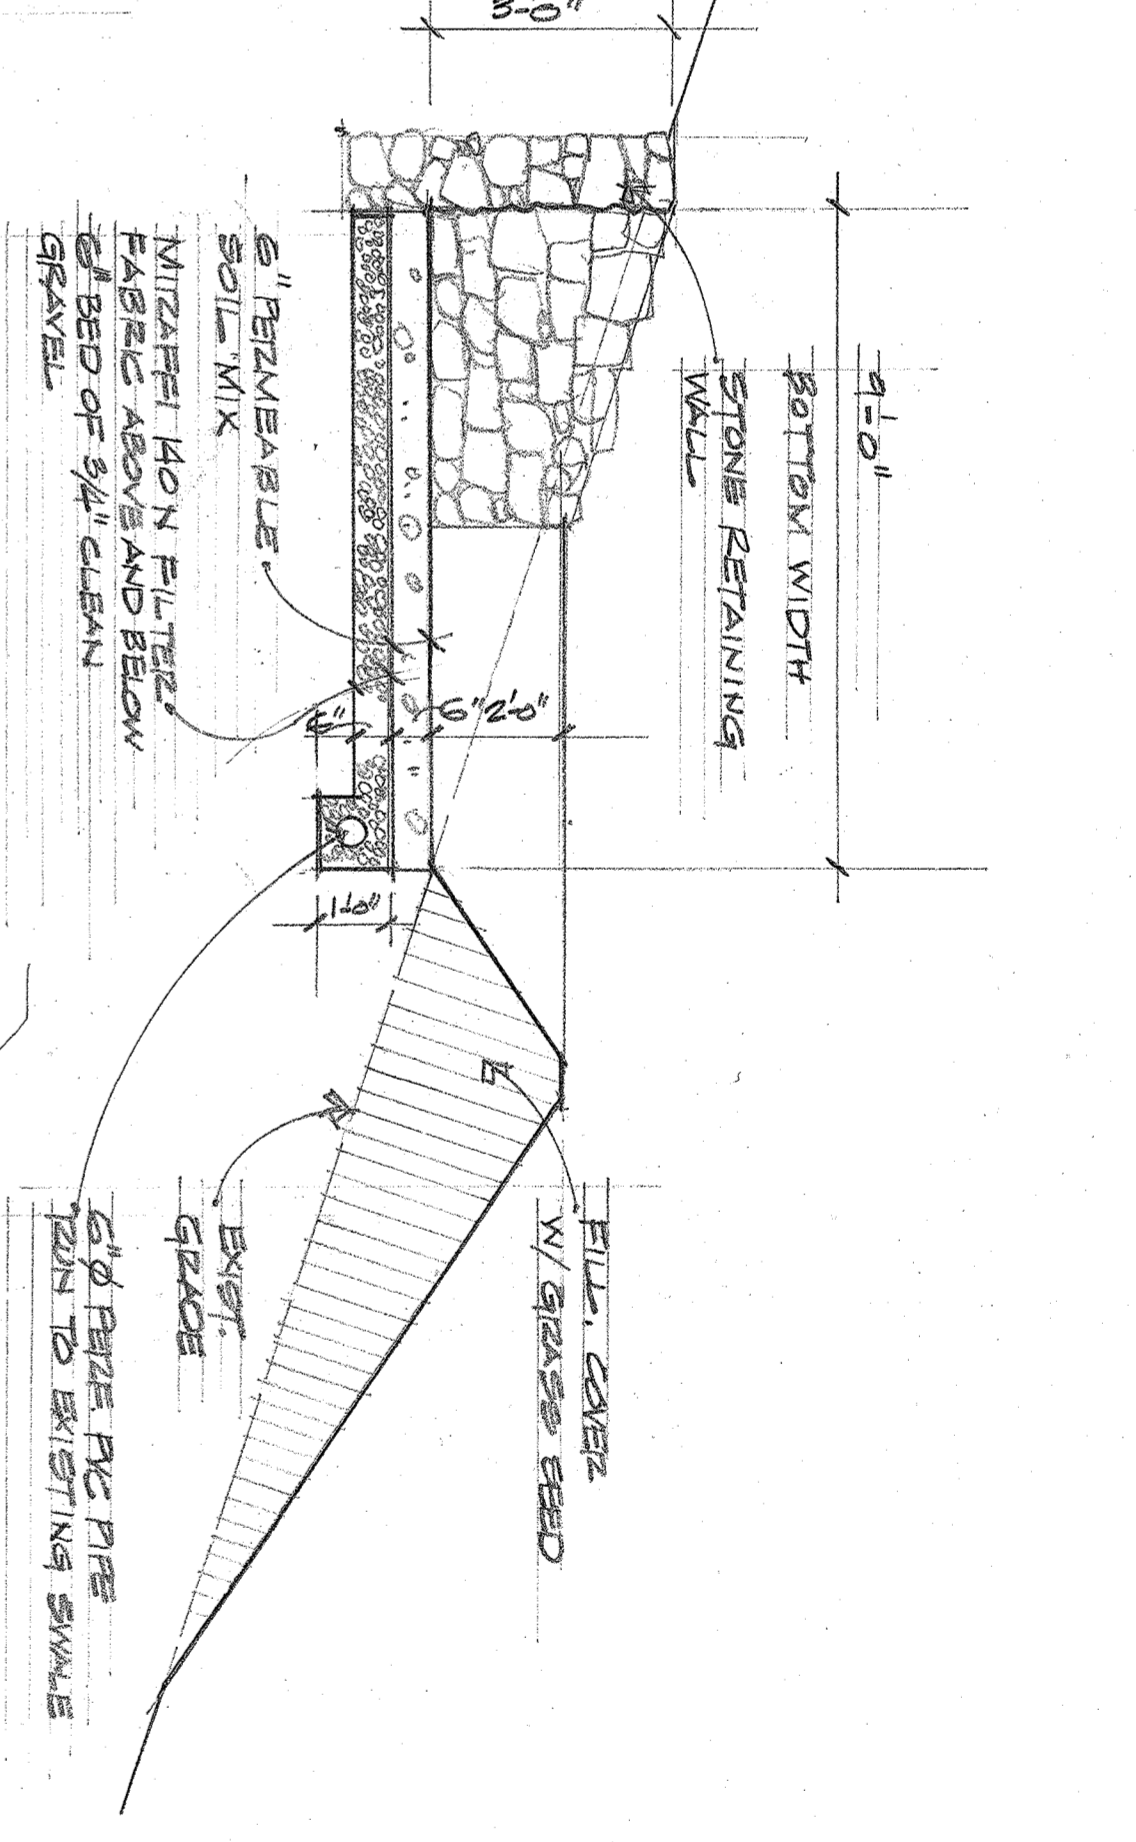 9'-0"
BOTTOM WIDTH
STONE RETAINING
WALL
3'-0"
FILL, COVER
W/ GRASS SEED
2'-0"
6"
6"
1'-0"
6" PERMEABLE
SOIL MIX
MIRAFI 140 N FILTER
FABRIC ABOVE AND BELOW
6" BED OF 3/4" CLEAN
GRAVEL
EXIST.
GRADE
6"ø PERF. PVC PIPE
RUN TO EXISTING SWALE